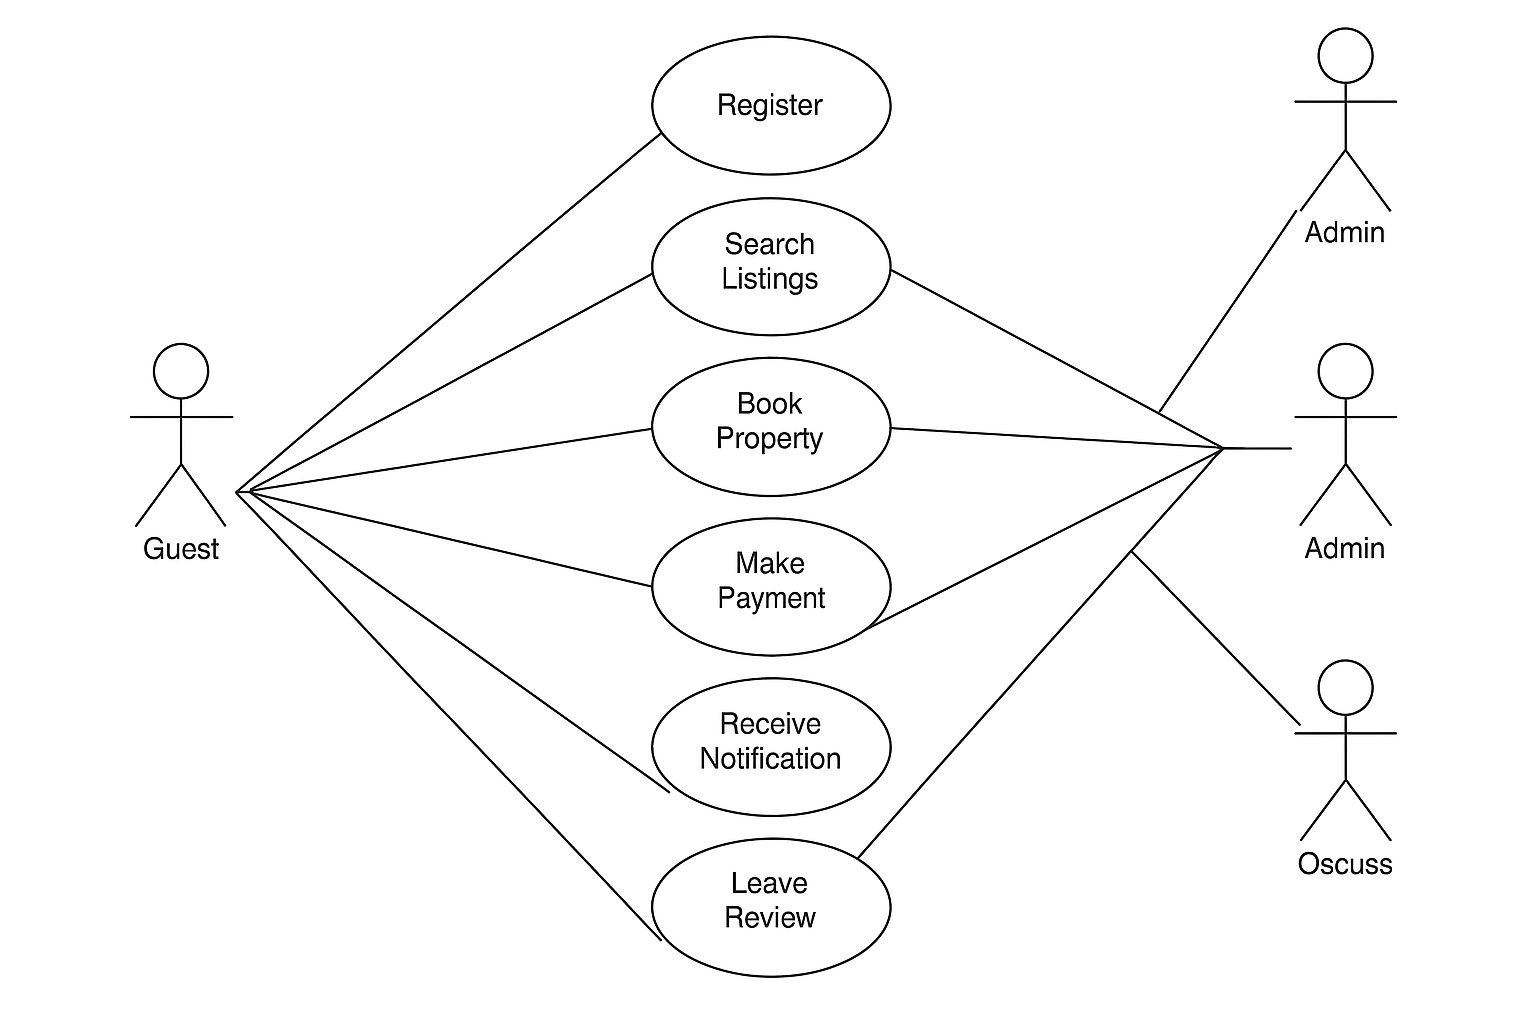 Register
Search
Listings
Book
Property
Make
Payment
Receive
Notification
Leave
Review
Guest
Admin
Admin
Oscuss